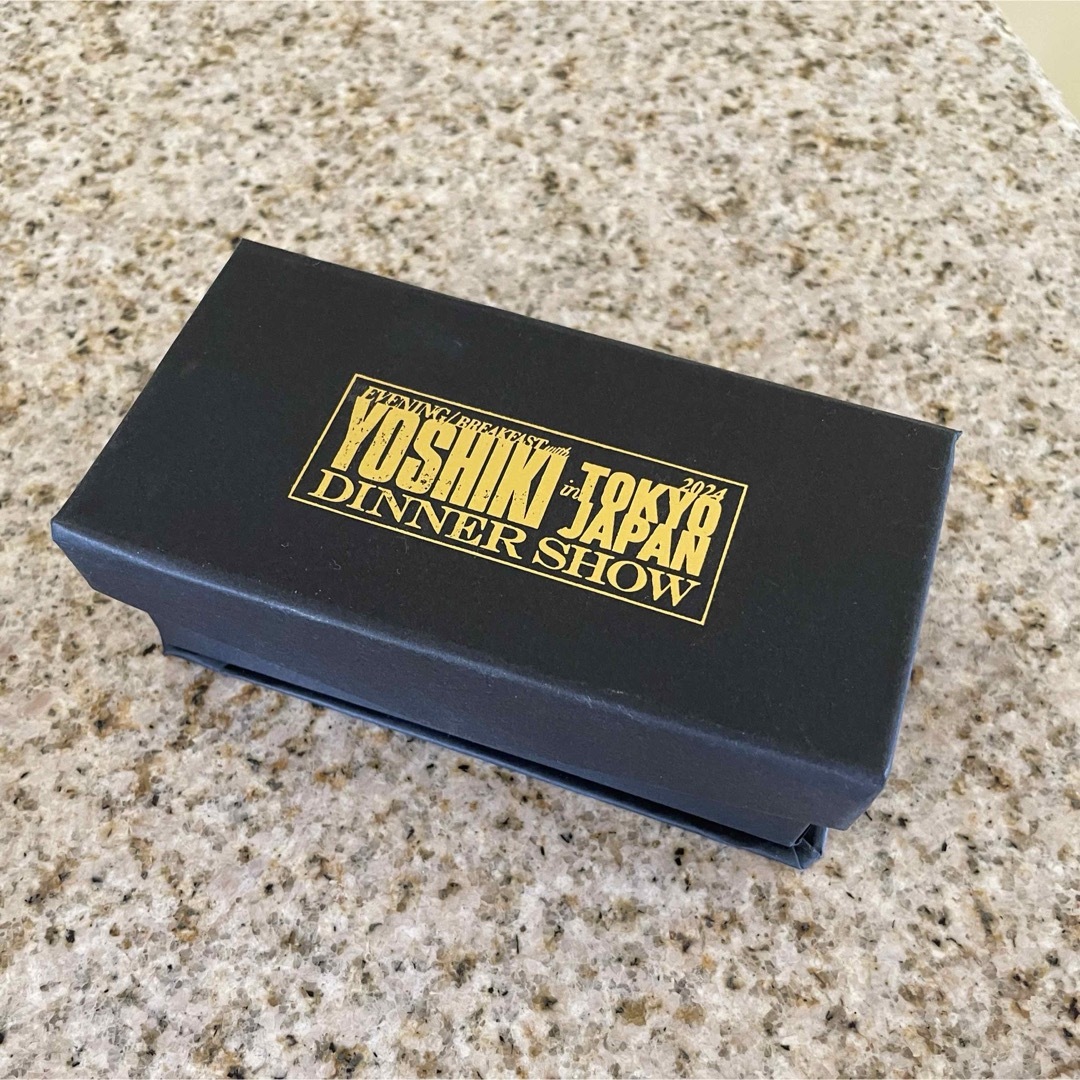 EVENING/BREAKFAST with
YOSHIKI in TOKYO 2024
JAPAN
DINNER SHOW